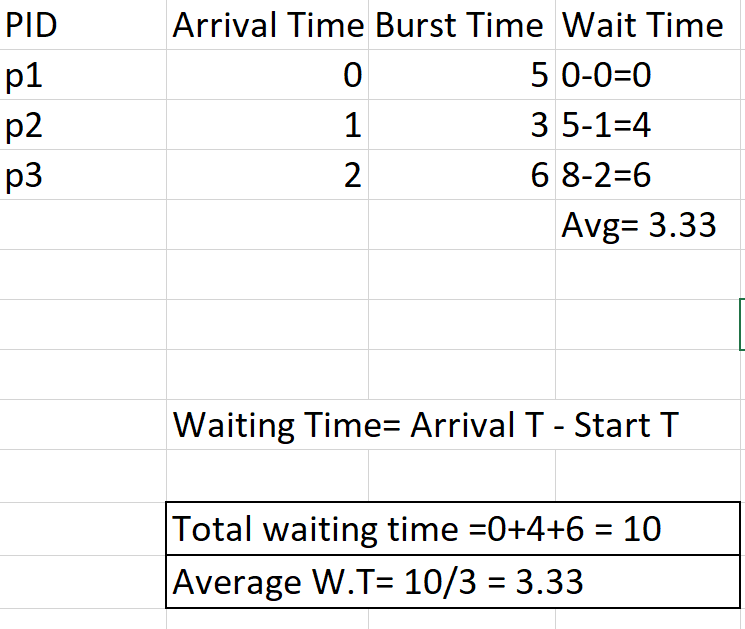 PID Arrival Time Burst Time Wait Time
p1 0 5 0-0=0
p2 1 3 5-1=4
p3 2 6 8-2=6
Avg= 3.33
Waiting Time= Arrival T - Start T
Total waiting time =0+4+6 = 10
Average W.T= 10/3 = 3.33